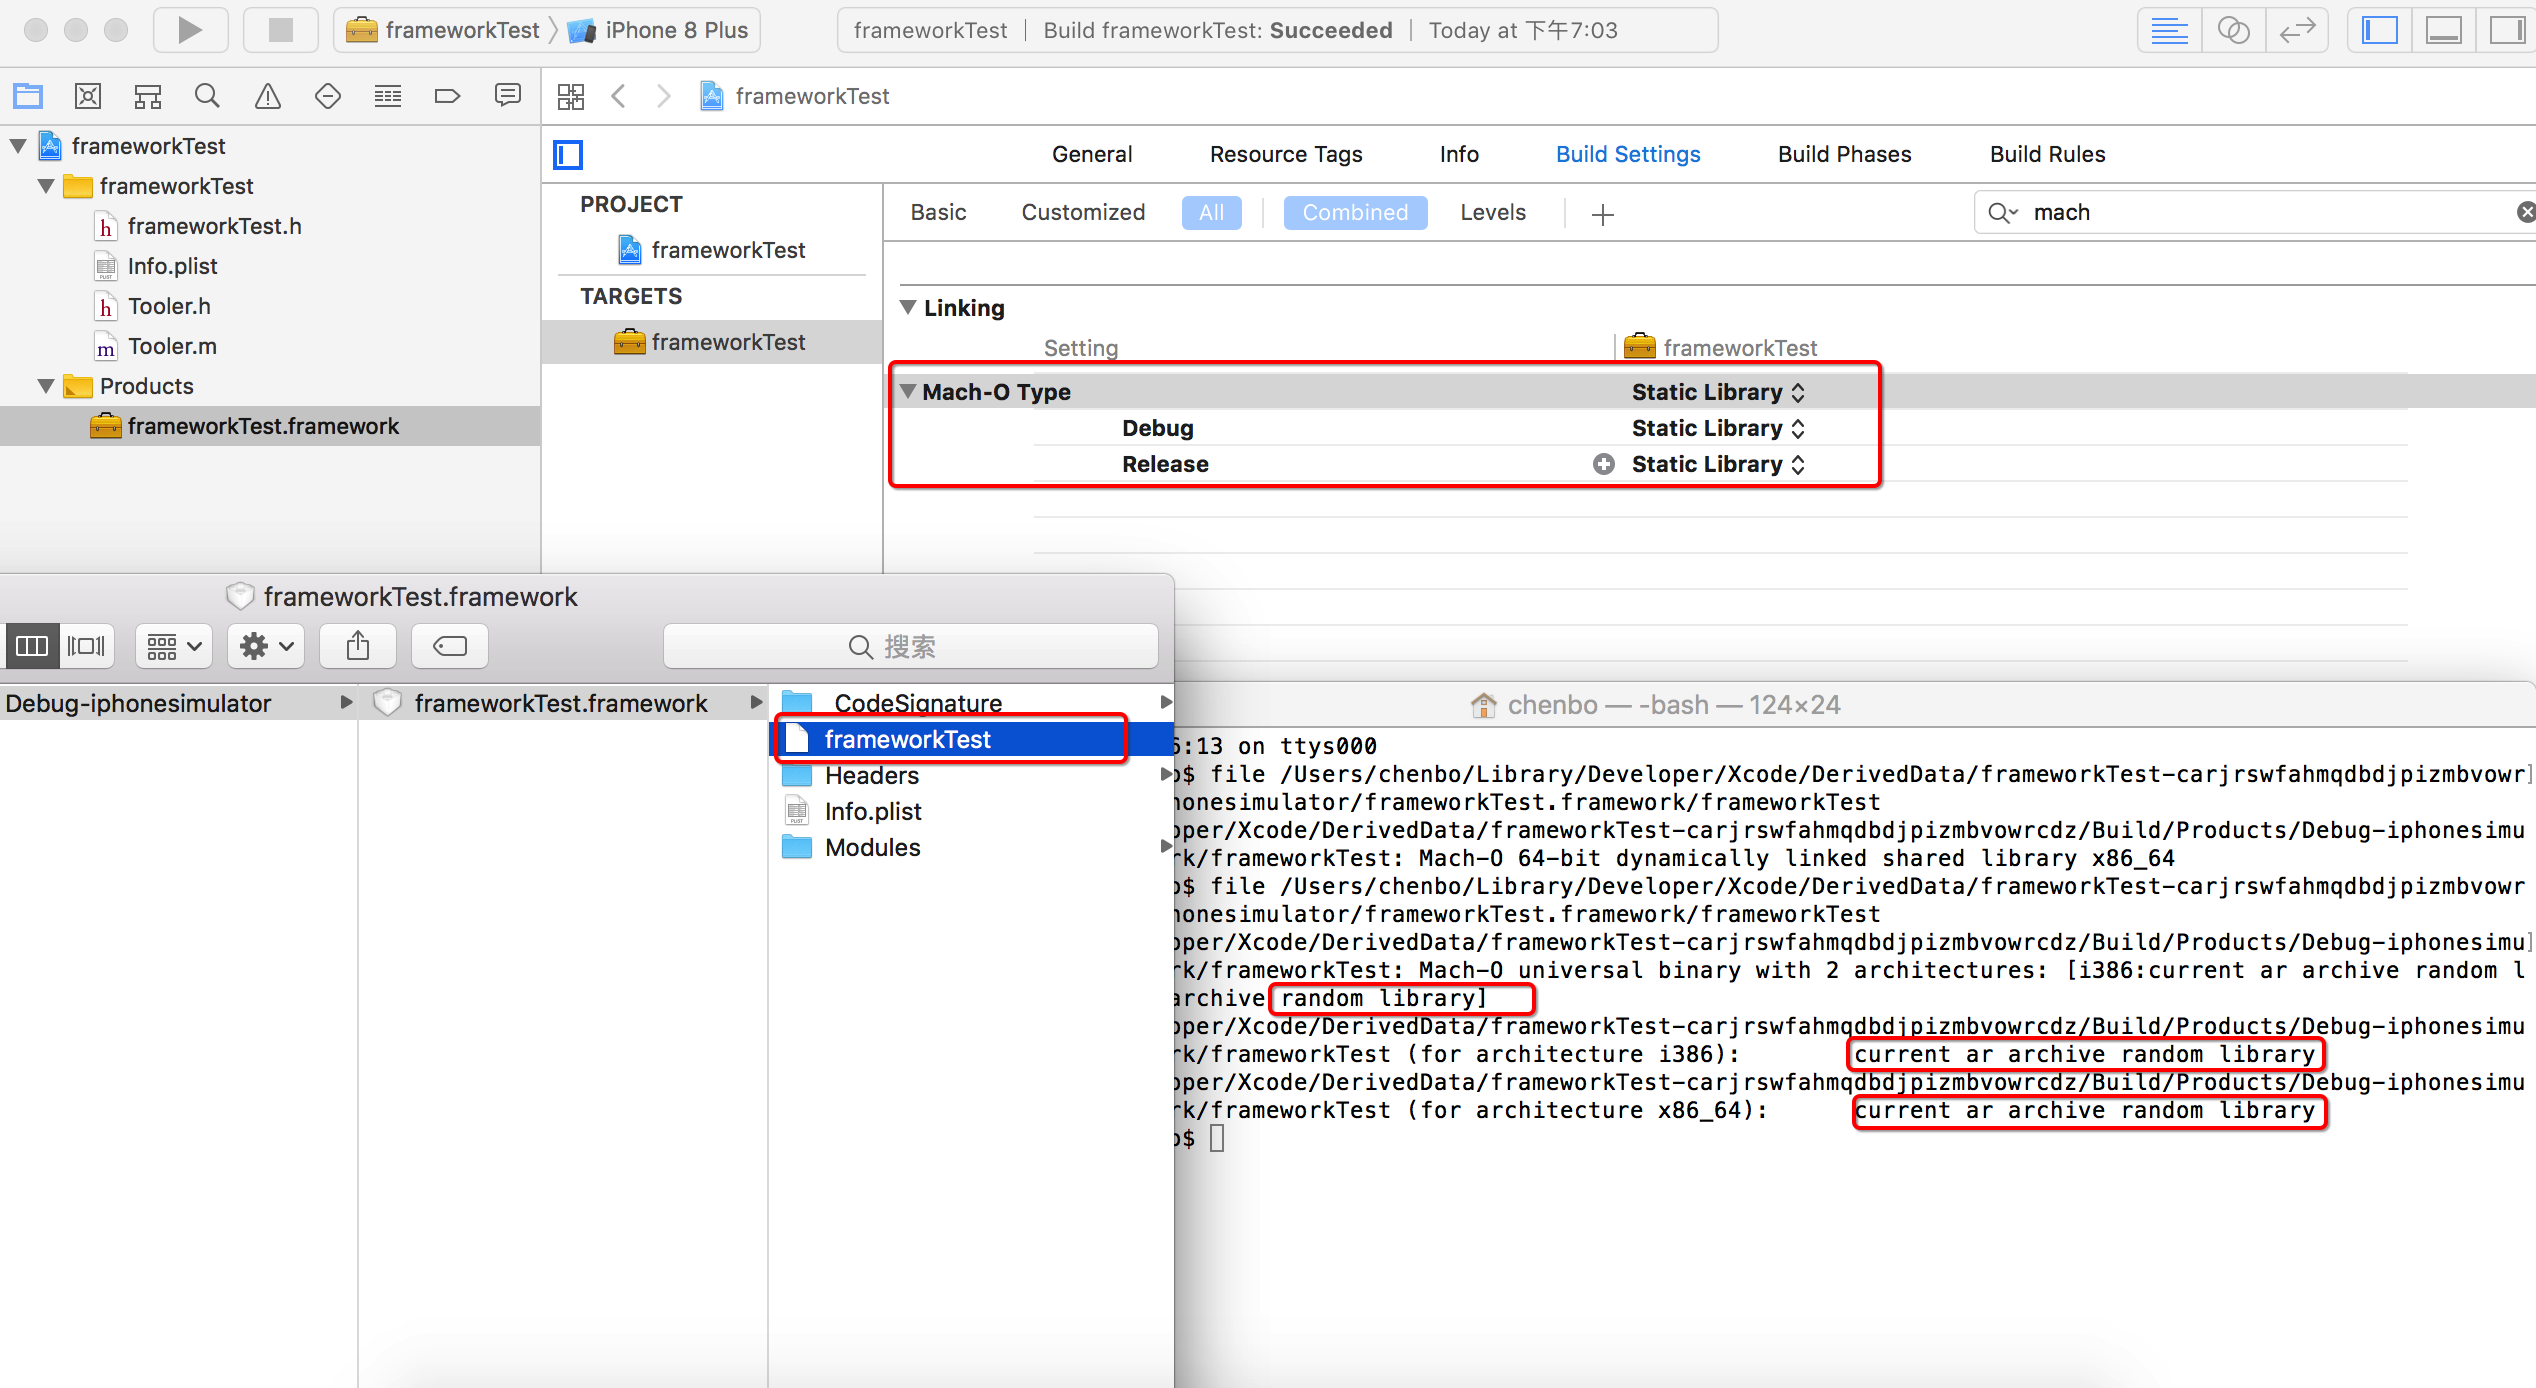 frameworkTest iPhone 8 Plus
frameworkTest | Build frameworkTest: Succeeded | Today at 下午7:03
frameworkTest
frameworkTest
frameworkTest.h
Info.plist
Tooler.h
Tooler.m
Products
frameworkTest.framework
frameworkTest
General Resource Tags Info Build Settings Build Phases Build Rules
PROJECT
frameworkTest
TARGETS
frameworkTest
Basic Customized All Combined Levels mach
Linking
Setting frameworkTest
Mach-O Type Static Library
Debug Static Library
Release Static Library
frameworkTest.framework
搜索
Debug-iphonesimulator
frameworkTest.framework
CodeSignature
frameworkTest
Headers
Info.plist
Modules
chenbo — -bash — 124×24
6:13 on ttys000
$ file /Users/chenbo/Library/Developer/Xcode/DerivedData/frameworkTest-carjrswfahmqdbdjpizmbvowr]
honesimulator/frameworkTest.framework/frameworkTest
per/Xcode/DerivedData/frameworkTest-carjrswfahmqdbdjpizmbvowrcdz/Build/Products/Debug-iphonesimu
rk/frameworkTest: Mach-O 64-bit dynamically linked shared library x86_64
$ file /Users/chenbo/Library/Developer/Xcode/DerivedData/frameworkTest-carjrswfahmqdbdjpizmbvowr
honesimulator/frameworkTest.framework/frameworkTest
per/Xcode/DerivedData/frameworkTest-carjrswfahmqdbdjpizmbvowrcdz/Build/Products/Debug-iphonesimu]
rk/frameworkTest: Mach-O universal binary with 2 architectures: [i386:current ar archive random l
archive random library]
per/Xcode/DerivedData/frameworkTest-carjrswfahmqdbdjpizmbvowrcdz/Build/Products/Debug-iphonesimu
rk/frameworkTest (for architecture i386): current ar archive random library
per/Xcode/DerivedData/frameworkTest-carjrswfahmqdbdjpizmbvowrcdz/Build/Products/Debug-iphonesimu
rk/frameworkTest (for architecture x86_64): current ar archive random library
$